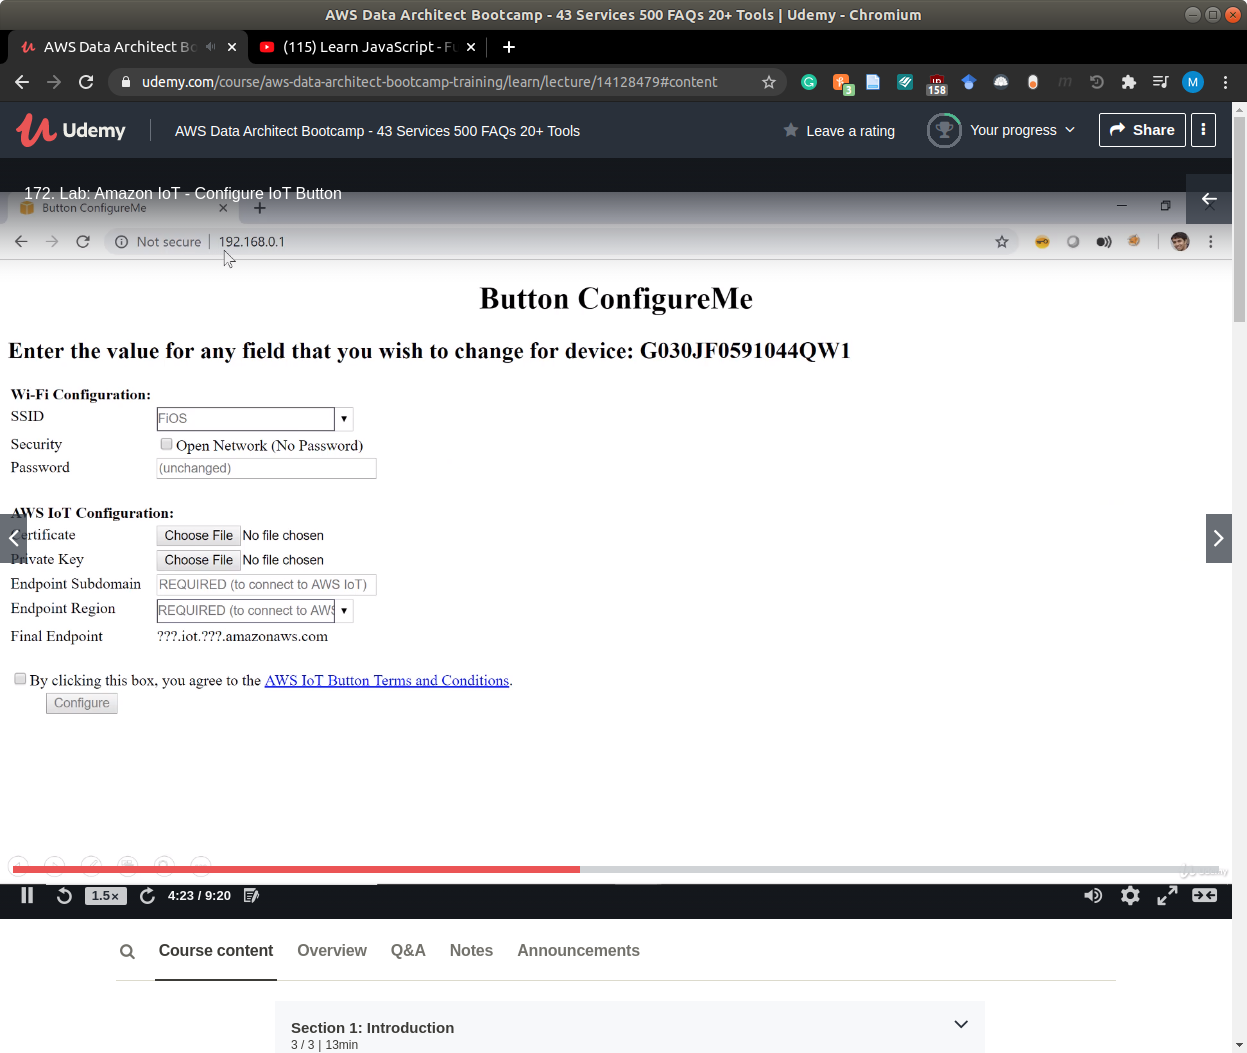 AWS Data Architect Bootcamp - 43 Services 500 FAQs 20+ Tools | Udemy - Chromium
AWS Data Architect Bo
(115) Learn JavaScript - Fu
udemy.com/course/aws-data-architect-bootcamp-training/learn/lecture/14128479#content
3
158
M
Udemy
AWS Data Architect Bootcamp - 43 Services 500 FAQs 20+ Tools
Leave a rating
Your progress
Share
172. Lab: Amazon IoT - Configure IoT Button
Button ConfigureMe
Not secure
192.168.0.1
Button ConfigureMe
Enter the value for any field that you wish to change for device: G030JF0591044QW1
Wi-Fi Configuration:
SSID
FiOS
Security
Open Network (No Password)
Password
(unchanged)
AWS IoT Configuration:
Certificate
Choose File No file chosen
Private Key
Choose File No file chosen
Endpoint Subdomain
REQUIRED (to connect to AWS IoT)
Endpoint Region
REQUIRED (to connect to AWS
Final Endpoint
???.iot.???.amazonaws.com
By clicking this box, you agree to the AWS IoT Button Terms and Conditions.
Configure
Udemy
1.5×
4:23 / 9:20
Course content
Overview
Q&A
Notes
Announcements
Section 1: Introduction
3 / 3 | 13min